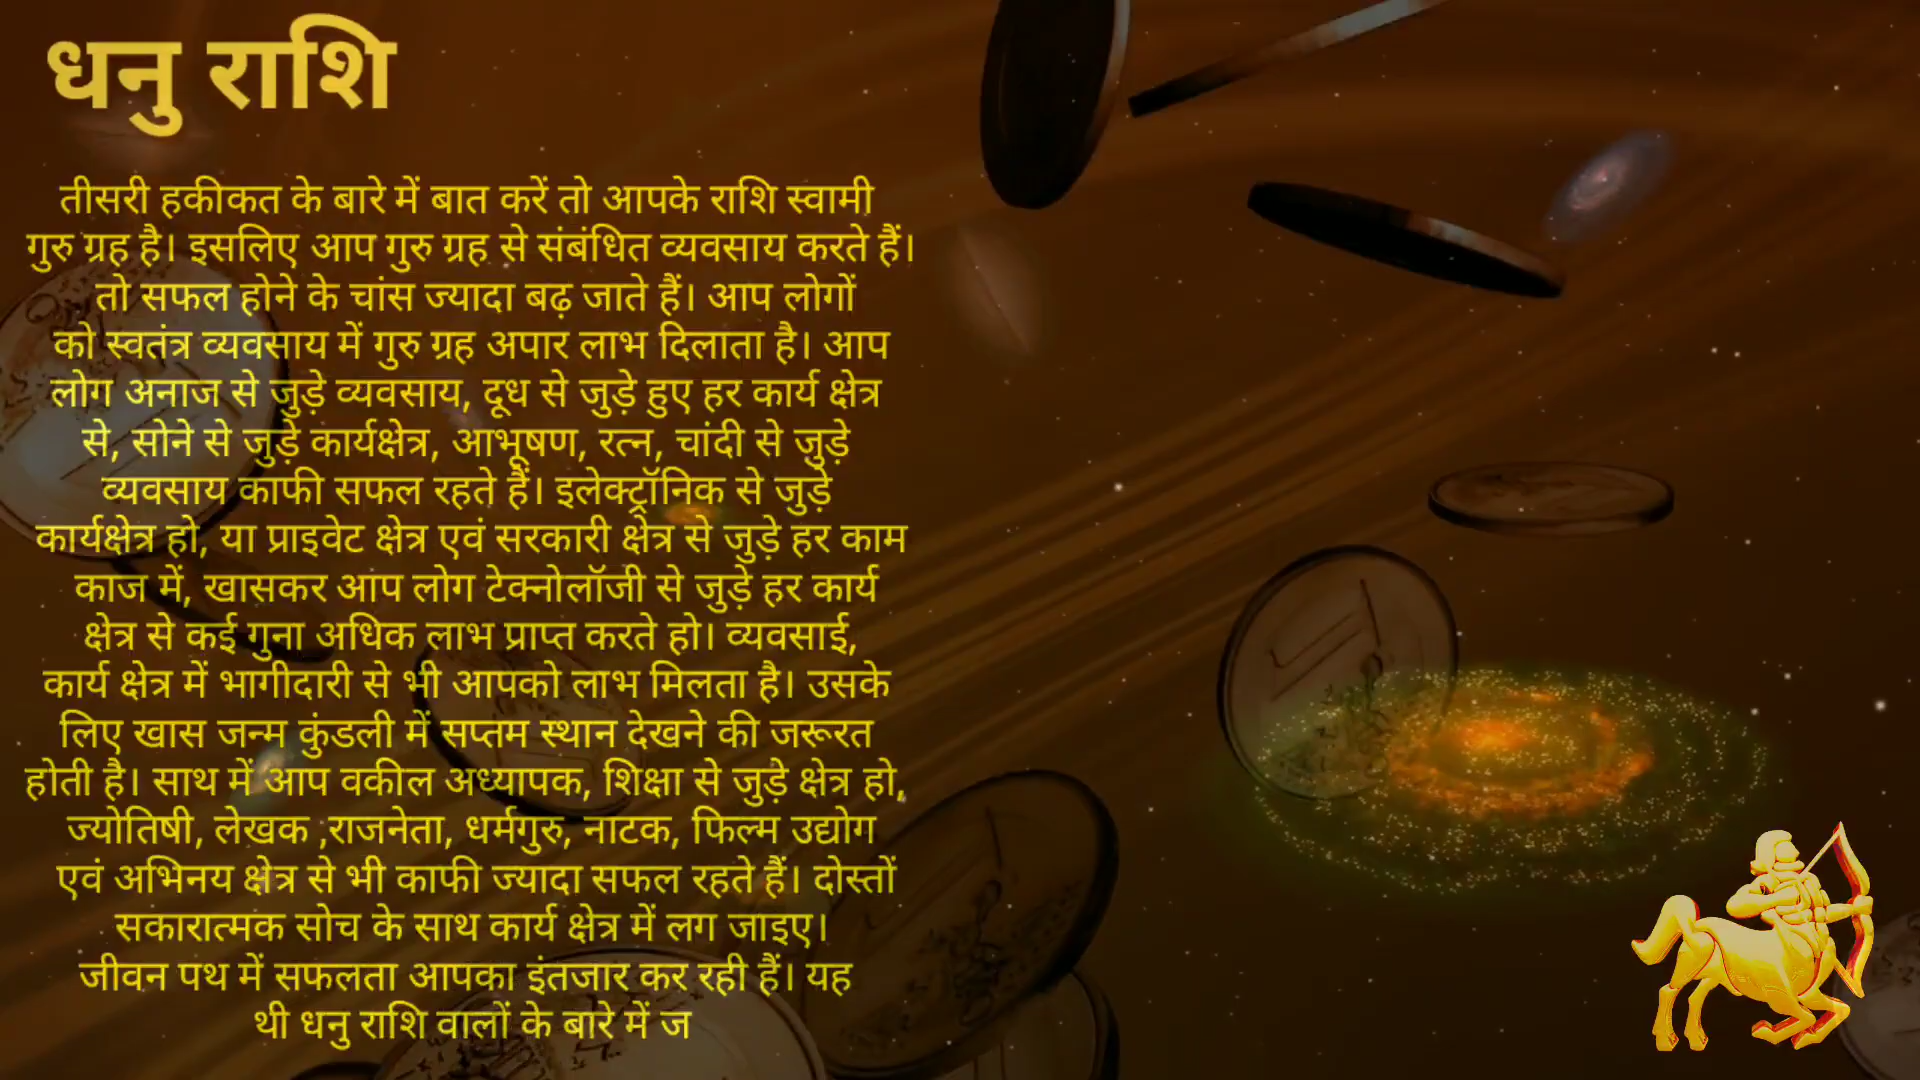 धनु राशि
तीसरी हकीकत के बारे में बात करें तो आपके राशि स्वामी
गुरु ग्रह है। इसलिए आप गुरु ग्रह से संबंधित व्यवसाय करते हैं।
तो सफल होने के चांस ज्यादा बढ़ जाते हैं। आप लोगों
को स्वतंत्र व्यवसाय में गुरु ग्रह अपार लाभ दिलाता है। आप
लोग अनाज से जुड़े व्यवसाय, दूध से जुड़े हुए हर कार्य क्षेत्र
से, सोने से जुड़े कार्यक्षेत्र, आभूषण, रत्न, चांदी से जुड़े
व्यवसाय काफी सफल रहते हैं। इलेक्ट्रॉनिक से जुड़े
कार्यक्षेत्र हो, या प्राइवेट क्षेत्र एवं सरकारी क्षेत्र से जुड़े हर काम
काज में, खासकर आप लोग टेक्नोलॉजी से जुड़े हर कार्य
क्षेत्र से कई गुना अधिक लाभ प्राप्त करते हो। व्यवसाई,
कार्य क्षेत्र में भागीदारी से भी आपको लाभ मिलता है। उसके
लिए खास जन्म कुंडली में सप्तम स्थान देखने की जरूरत
होती है। साथ में आप वकील अध्यापक, शिक्षा से जुड़े क्षेत्र हो,
ज्योतिषी, लेखक ;राजनेता, धर्मगुरु, नाटक, फिल्म उद्योग
एवं अभिनय क्षेत्र से भी काफी ज्यादा सफल रहते हैं। दोस्तों
सकारात्मक सोच के साथ कार्य क्षेत्र में लग जाइए।
जीवन पथ में सफलता आपका इंतजार कर रही हैं। यह
थी धनु राशि वालों के बारे में ज